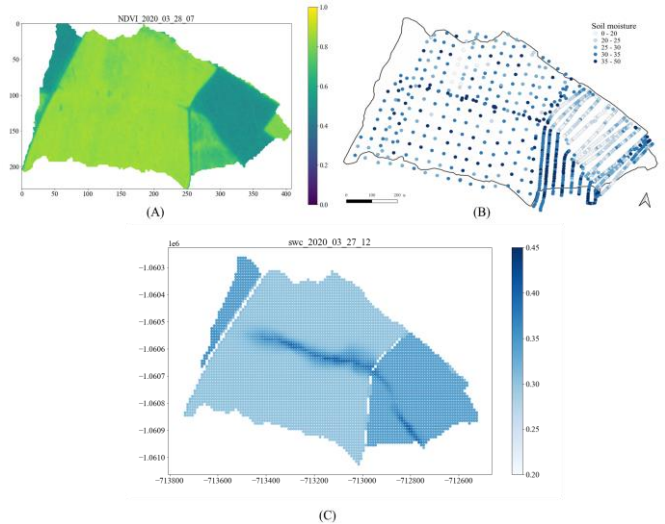 NDVI_2020_03_28_07
0
50
100
150
200
0 50 100 150 200 250 300 350 400
1.0
0.8
0.6
0.4
0.2
0.0
(A)
Soil moisture
0 - 20
20 - 25
25 - 30
30 - 35
35 - 50
0 100 200
(B)
swc_2020_03_27_12
1e6
−1.0603
−1.0604
−1.0605
−1.0606
−1.0607
−1.0608
−1.0609
−1.0610
−713800 −713600 −713400 −713200 −713000 −712800 −712600
0.45
0.40
0.35
0.30
0.25
0.20
(C)